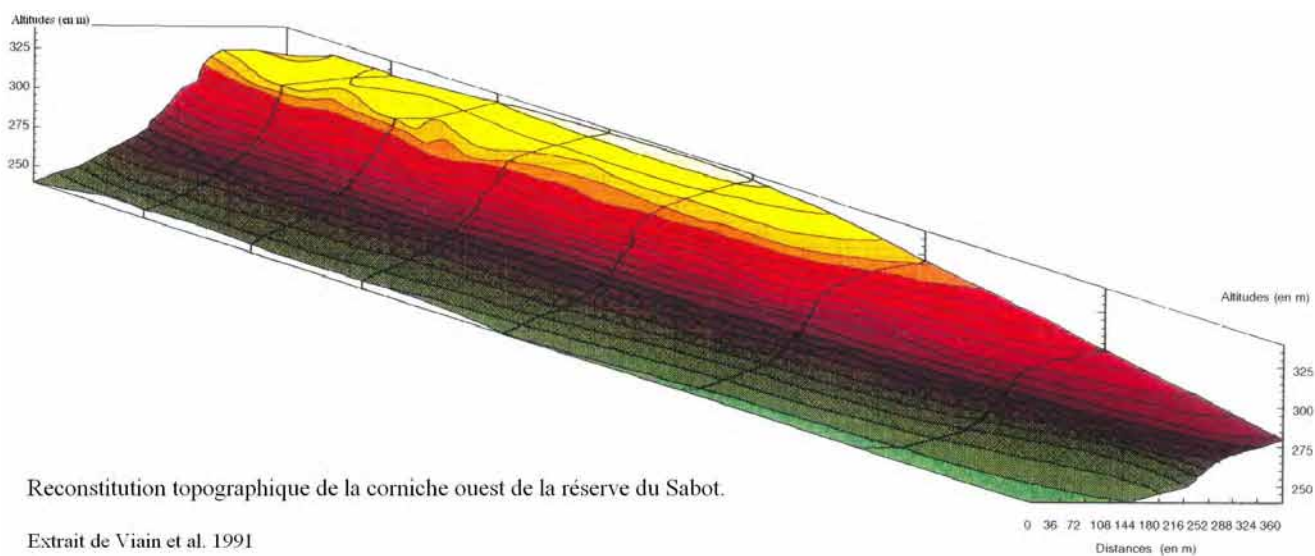 Altitudes (en m)
325
300
275
250
Altitudes (en m)
325
300
275
250
0 36 72 108 144 180 216 252 288 324 360
Distances (en m)
Reconstitution topographique de la corniche ouest de la réserve du Sabot.
Extrait de Viain et al. 1991